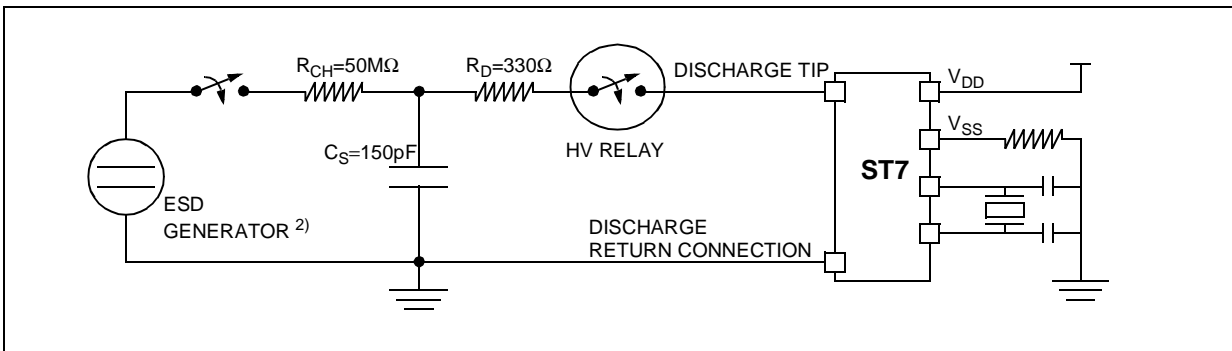 R_CH=50MΩ
R_D=330Ω
DISCHARGE TIP
V_DD
V_SS
C_S=150pF
HV RELAY
ST7
ESD
GENERATOR 2)
DISCHARGE
RETURN CONNECTION